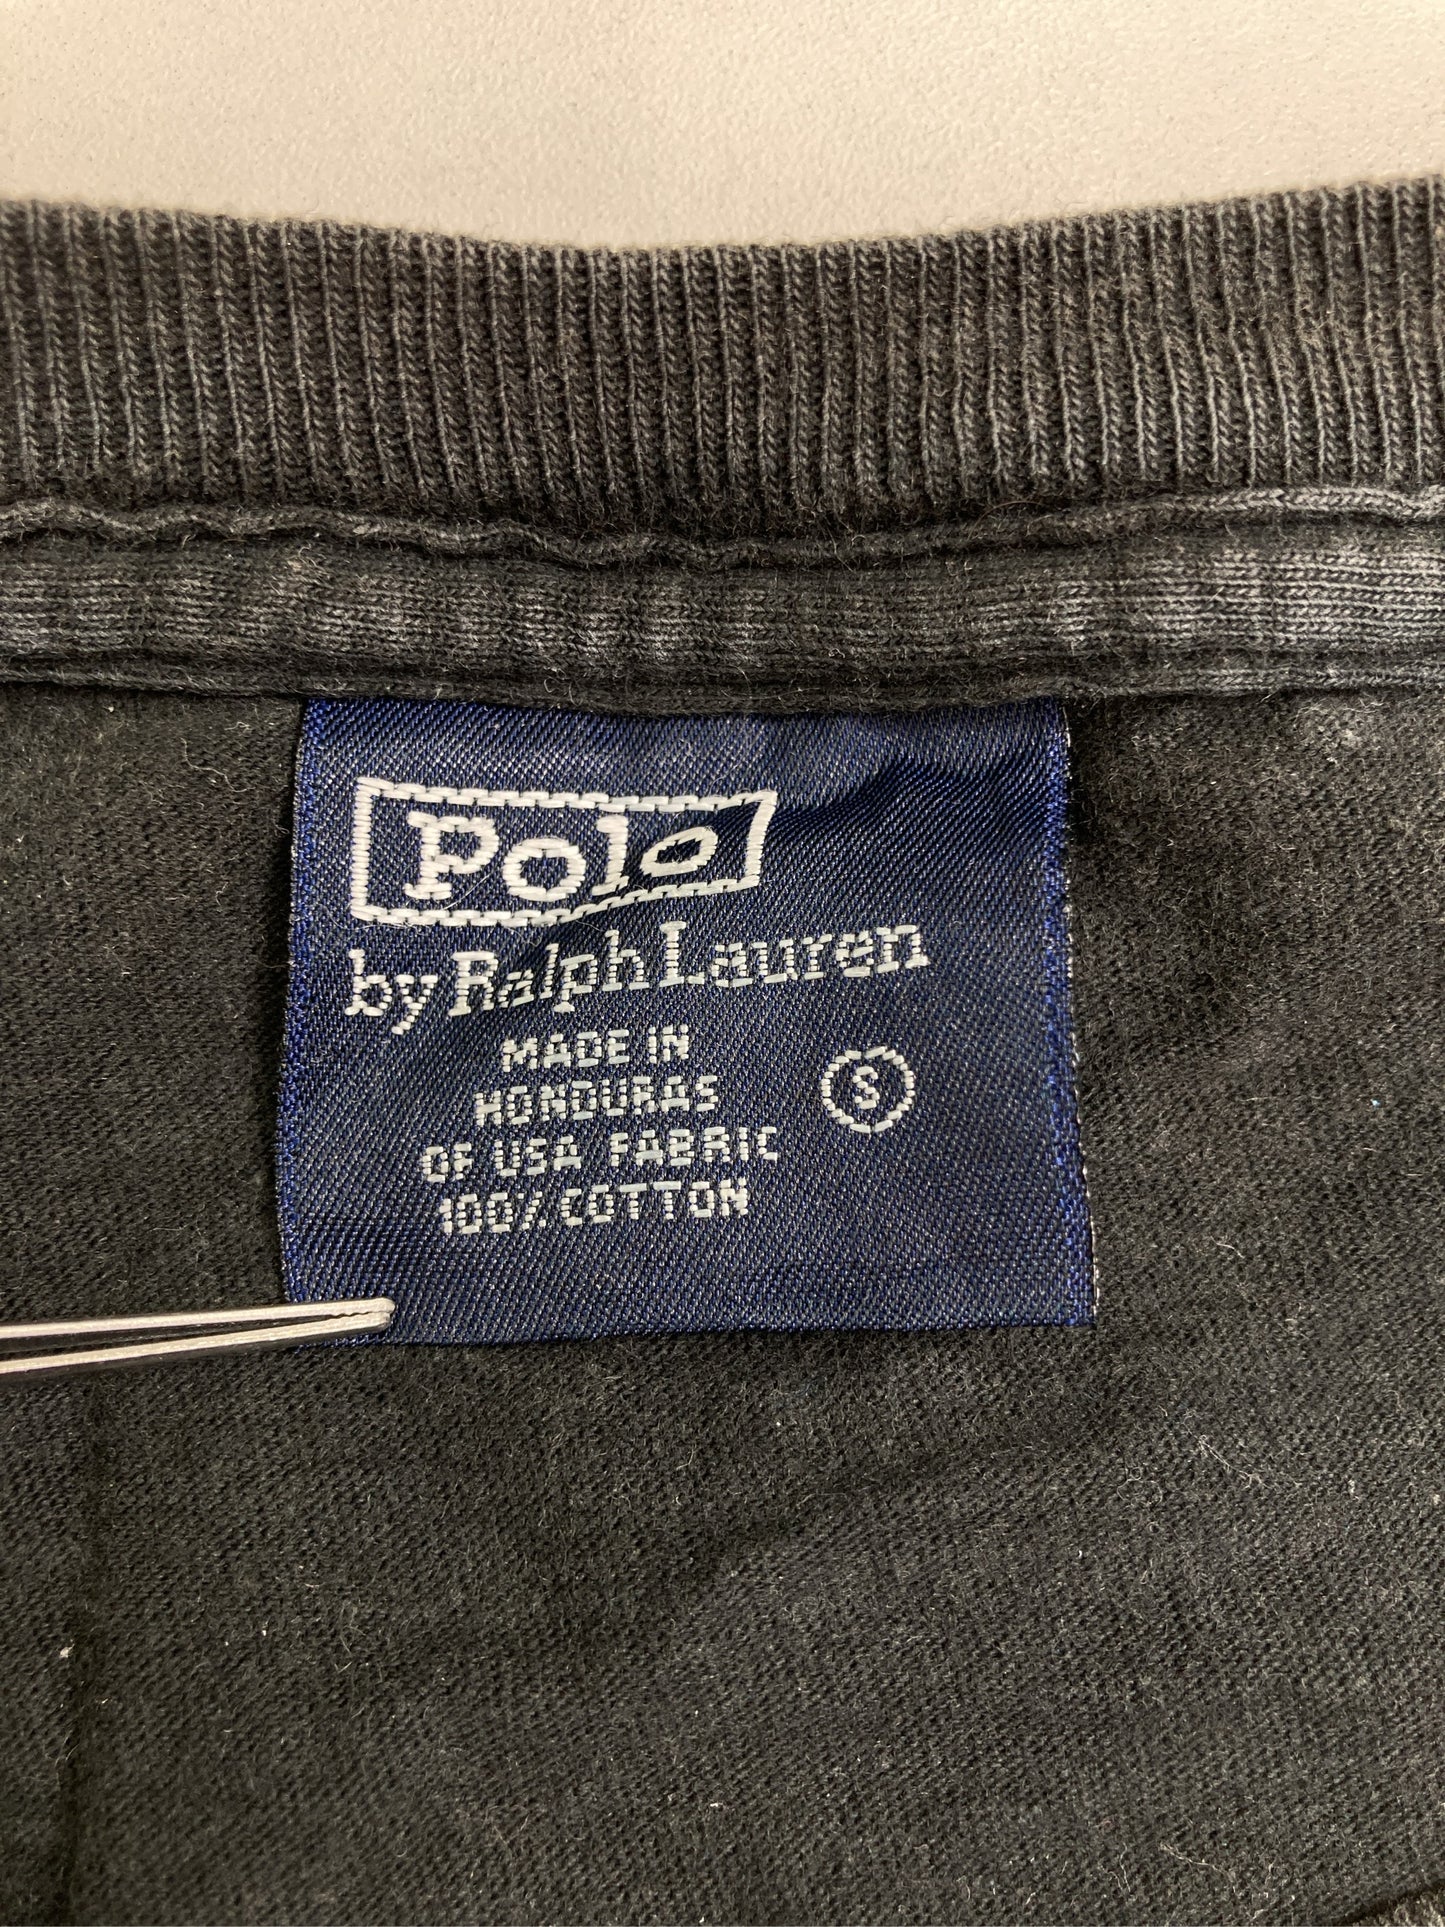 Polo
by Ralph Lauren
MADE IN
HONDURAS
S
OF USA FABRIC
100% COTTON